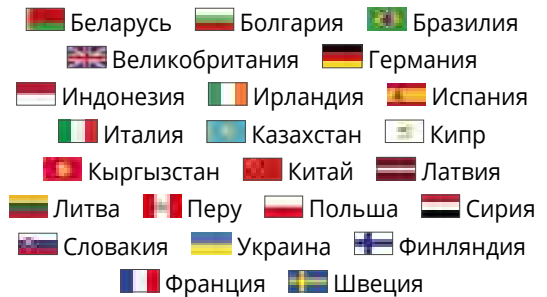 Беларусь Болгария Бразилия
Великобритания Германия
Индонезия Ирландия Испания
Италия Казахстан Кипр
Кыргызстан Китай Латвия
Литва Перу Польша Сирия
Словакия Украина Финляндия
Франция Швеция